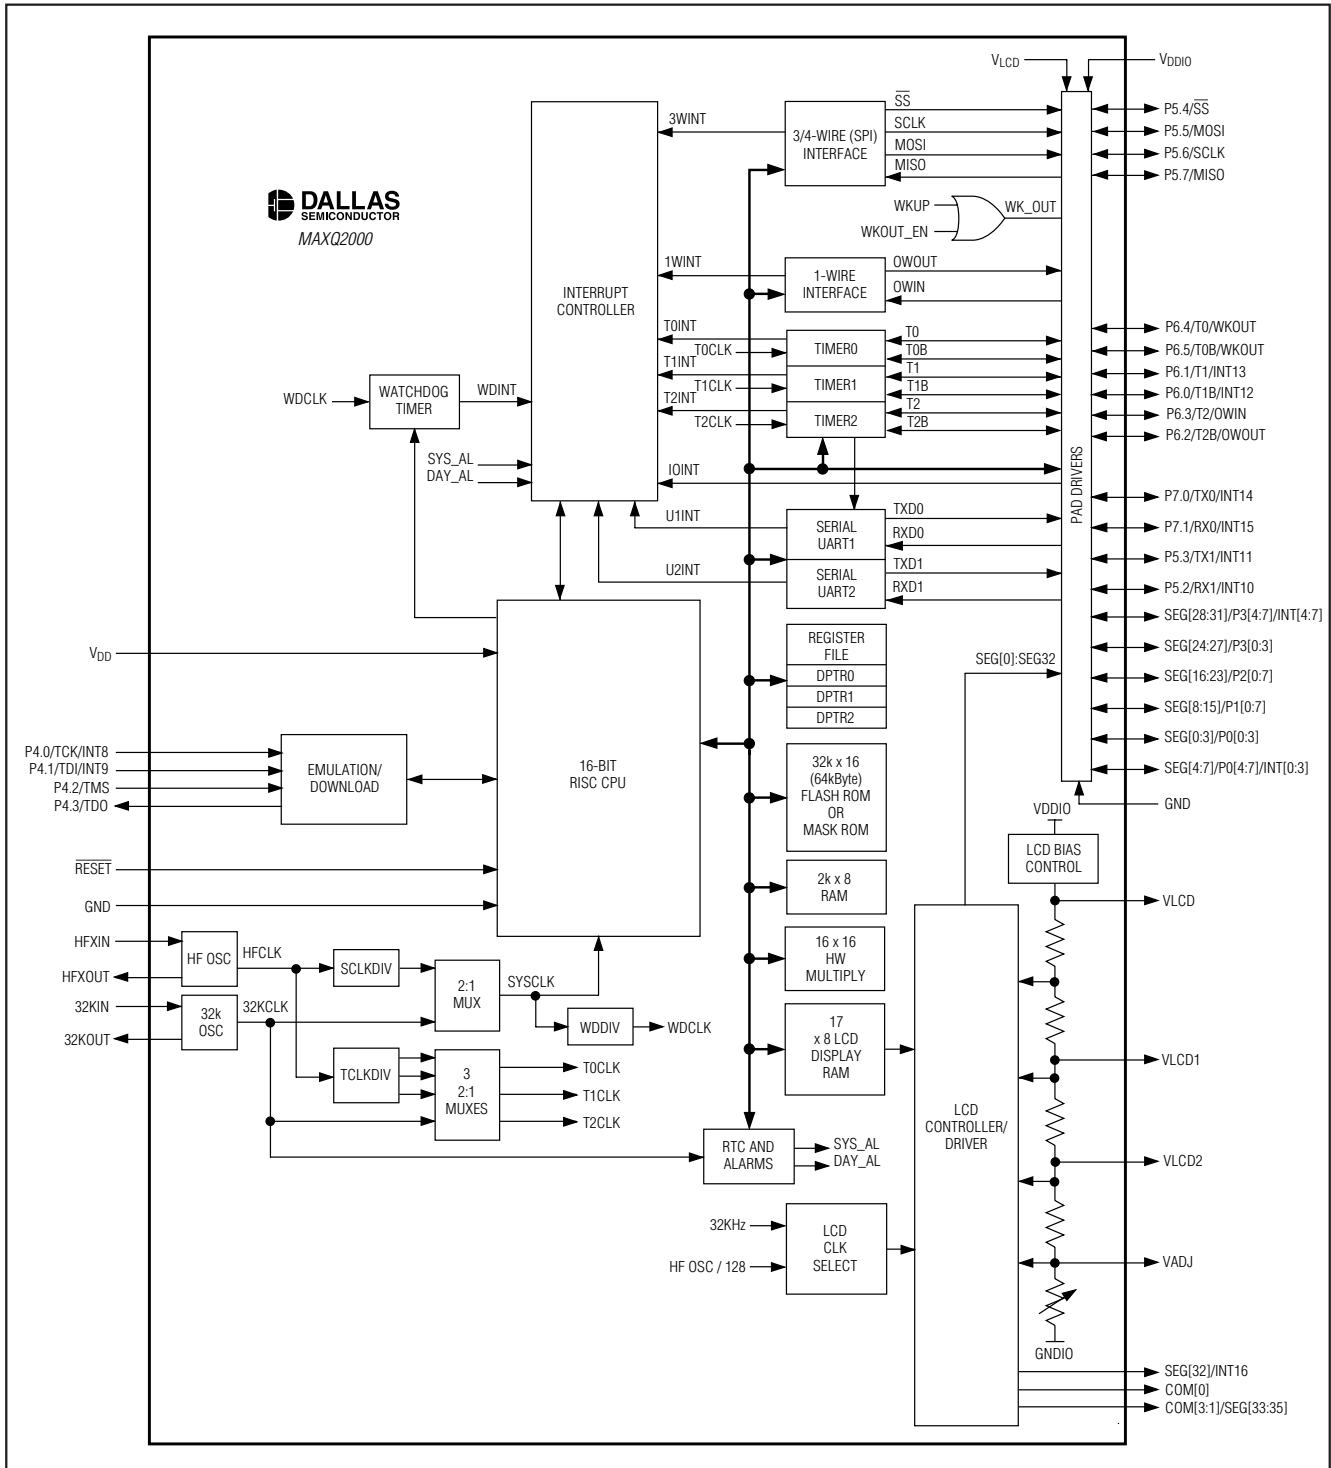 VLCD
VDDIO
DALLAS
SEMICONDUCTOR
MAXQ2000
INTERRUPT
CONTROLLER
3WINT
3/4-WIRE (SPI)
INTERFACE
SS
SCLK
MOSI
MISO
P5.4/SS
P5.5/MOSI
P5.6/SCLK
P5.7/MISO
WKUP
WKOUT_EN
WK_OUT
1WINT
1-WIRE
INTERFACE
OWOUT
OWIN
T0INT
T0CLK
T1INT
T1CLK
T2INT
T2CLK
TIMER0
TIMER1
TIMER2
T0
T0B
T1
T1B
T2
T2B
PAD DRIVERS
P6.4/T0/WKOUT
P6.5/T0B/WKOUT
P6.1/T1/INT13
P6.0/T1B/INT12
P6.3/T2/OWIN
P6.2/T2B/OWOUT
WDCLK
WATCHDOG
TIMER
WDINT
SYS_AL
DAY_AL
IOINT
U1INT
U2INT
SERIAL
UART1
SERIAL
UART2
TXD0
RXD0
TXD1
RXD1
P7.0/TX0/INT14
P7.1/RX0/INT15
P5.3/TX1/INT11
P5.2/RX1/INT10
SEG[28:31]/P3[4:7]/INT[4:7]
SEG[24:27]/P3[0:3]
SEG[16:23]/P2[0:7]
SEG[8:15]/P1[0:7]
SEG[0:3]/P0[0:3]
SEG[4:7]/P0[4:7]/INT[0:3]
GND
VDD
P4.0/TCK/INT8
P4.1/TDI/INT9
P4.2/TMS
P4.3/TDO
EMULATION/
DOWNLOAD
16-BIT
RISC CPU
RESET
GND
REGISTER
FILE
DPTR0
DPTR1
DPTR2
SEG[0]:SEG32
32k x 16
(64kByte)
FLASH ROM
OR
MASK ROM
2k x 8
RAM
16 x 16
HW
MULTIPLY
17
x 8 LCD
DISPLAY
RAM
VDDIO
LCD BIAS
CONTROL
VLCD
VLCD1
VLCD2
VADJ
GNDIO
HFXIN
HFXOUT
32KIN
32KOUT
HF OSC
HFCLK
32k
OSC
32KCLK
SCLKDIV
2:1
MUX
SYSCLK
WDDIV
WDCLK
TCLKDIV
3
2:1
MUXES
T0CLK
T1CLK
T2CLK
RTC AND
ALARMS
SYS_AL
DAY_AL
32KHz
HF OSC / 128
LCD
CLK
SELECT
LCD
CONTROLLER/
DRIVER
SEG[32]/INT16
COM[0]
COM[3:1]/SEG[33:35]